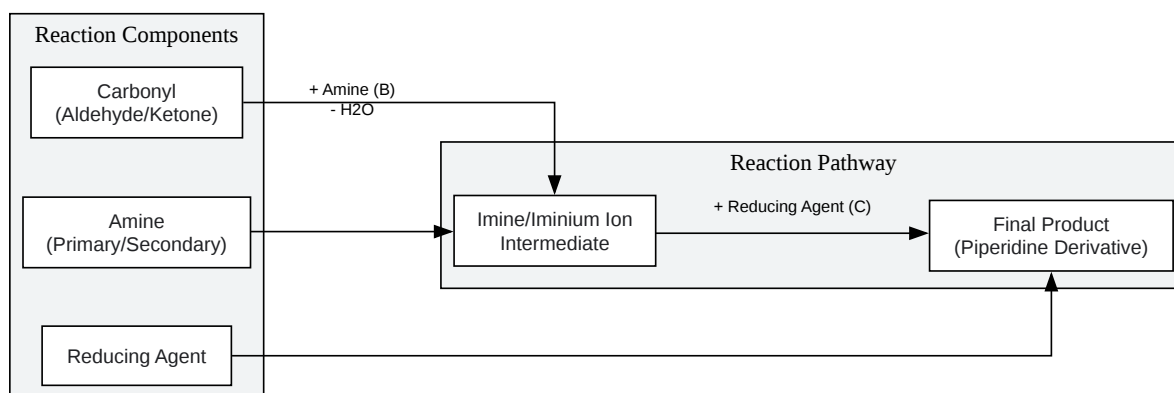 Reaction Components
Carbonyl
(Aldehyde/Ketone)
+ Amine (B)
- H2O
Reaction Pathway
Amine
(Primary/Secondary)
Imine/Iminium Ion
Intermediate
+ Reducing Agent (C)
Final Product
(Piperidine Derivative)
Reducing Agent